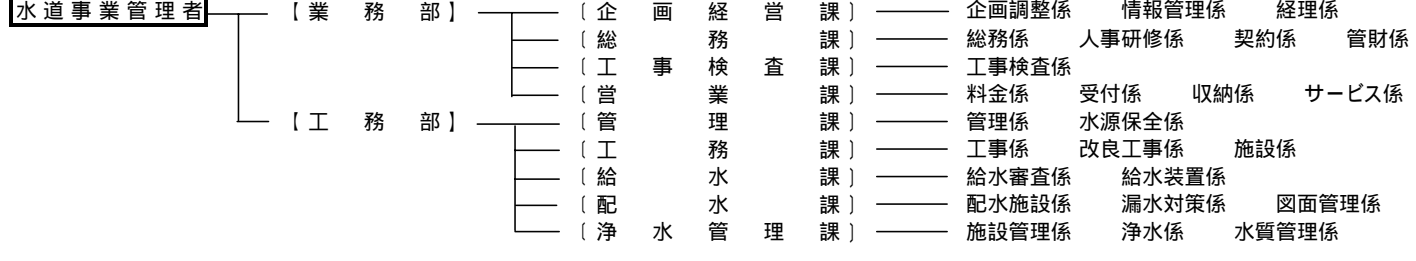 水道事業管理者 【業務部】 〔企画経営課〕 企画調整係 情報管理係 経理係
〔総務課〕 総務係 人事研修係 契約係 管財係
〔工事検査課〕 工事検査係
〔営業課〕 料金係 受付係 収納係 サービス係
【工務部】 〔管理課〕 管理係 水源保全係
〔工務課〕 工事係 改良工事係 施設係
〔給水課〕 給水審査係 給水装置係
〔配水課〕 配水施設係 漏水対策係 図面管理係
〔浄水管理課〕 施設管理係 浄水係 水質管理係